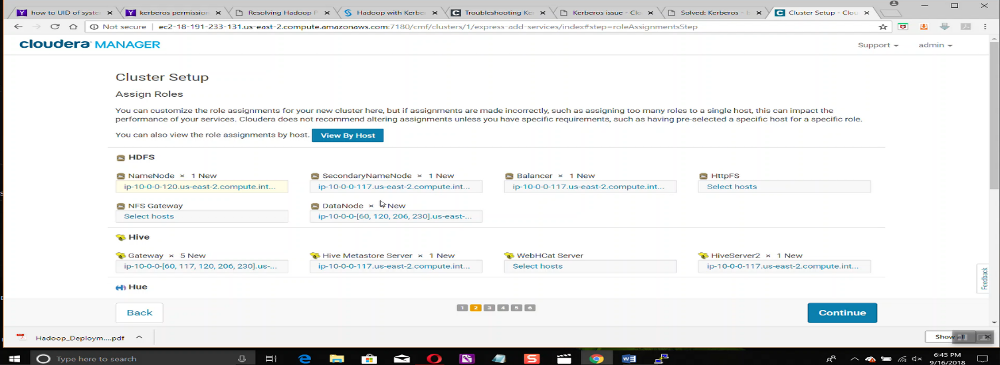 how to UID of syste × kerberos permission × Resolving Hadoop P × Hadoop with Kerbe × Troubleshooting Ke × Kerberos issue - Clo × Solved: Kerberos - × Cluster Setup - Clou ×
Not secure | ec2-18-191-233-131.us-east-2.compute.amazonaws.com:7180/cmf/clusters/1/express-add-services/index#step=roleAssignmentsStep
cloudera MANAGER Support admin
Cluster Setup
Assign Roles
You can customize the role assignments for your new cluster here, but if assignments are made incorrectly, such as assigning too many roles to a single host, this can impact the
performance of your services. Cloudera does not recommend altering assignments unless you have specific requirements, such as having pre-selected a specific host for a specific role.
You can also view the role assignments by host. View By Host
HDFS
NameNode × 1 New SecondaryNameNode × 1 New Balancer × 1 New HttpFS
ip-10-0-0-120.us-east-2.compute.int... ip-10-0-0-117.us-east-2.compute.int... ip-10-0-0-117.us-east-2.compute.int... Select hosts
NFS Gateway DataNode × New
Select hosts ip-10-0-0-[60, 120, 206, 230].us-east-...
Hive
Gateway × 5 New Hive Metastore Server × 1 New WebHCat Server HiveServer2 × 1 New
ip-10-0-0-[60, 117, 120, 206, 230].us-... ip-10-0-0-117.us-east-2.compute.int... Select hosts ip-10-0-0-117.us-east-2.compute.int...
Feedback
Hue
Back 1 2 3 4 5 6 Continue
Hadoop_Deploym....pdf Show all
Type here to search 6:45 PM
9/16/2018